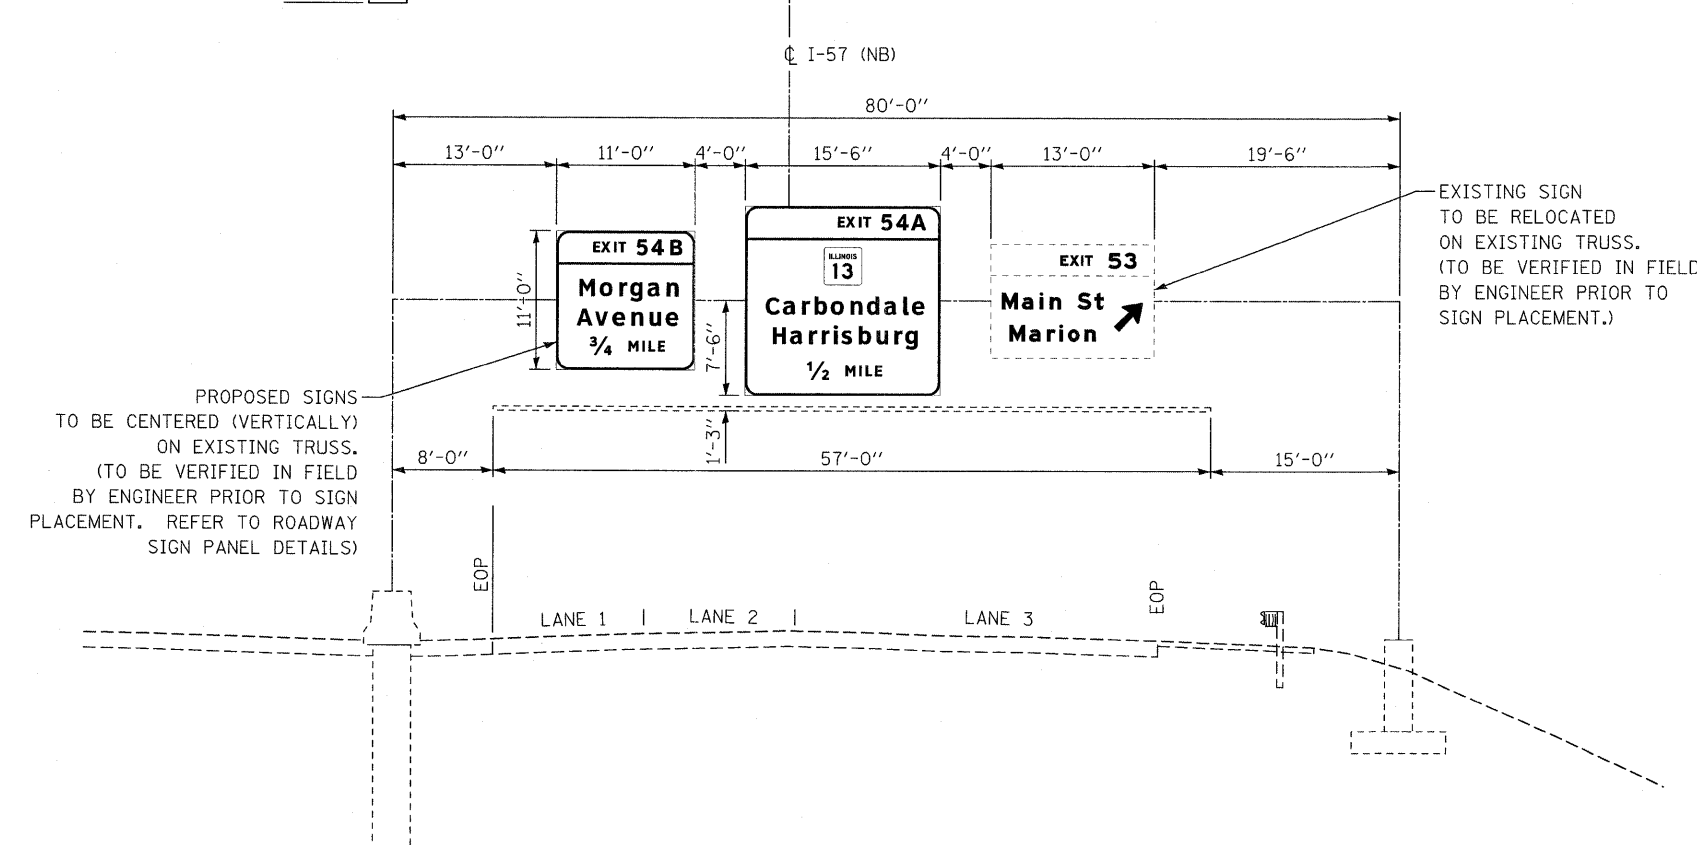 ℄ I-57 (NB)
80'-0"
13'-0" 11'-0" 4'-0" 15'-6" 4'-0" 13'-0" 19'-6"
EXIT 54B
Morgan
Avenue
3/4 MILE
11'-0"
EXIT 54A
ILLINOIS
13
Carbondale
Harrisburg
1/2 MILE
7'-6"
EXIT 53
Main St
Marion
EXISTING SIGN
TO BE RELOCATED
ON EXISTING TRUSS.
(TO BE VERIFIED IN FIELD
BY ENGINEER PRIOR TO
SIGN PLACEMENT.)
PROPOSED SIGNS
TO BE CENTERED (VERTICALLY)
ON EXISTING TRUSS.
(TO BE VERIFIED IN FIELD
BY ENGINEER PRIOR TO SIGN
PLACEMENT. REFER TO ROADWAY
SIGN PANEL DETAILS)
1'-3"
8'-0" 57'-0" 15'-0"
EOP
LANE 1 LANE 2 LANE 3
EOP